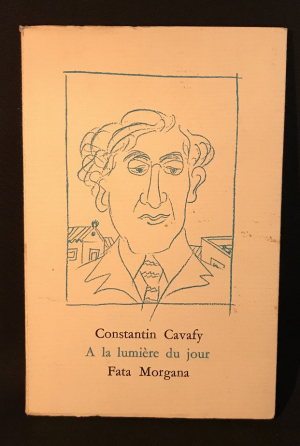 Constantin Cavafy
A la lumière du jour
Fata Morgana